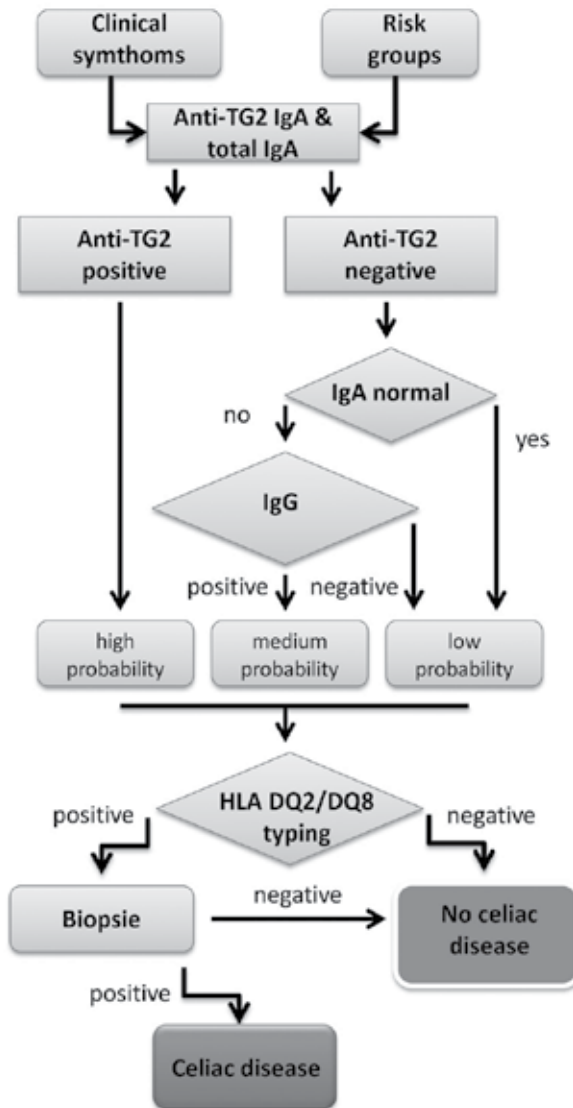 Clinical
symthoms
Risk
groups
Anti-TG2 IgA &
total IgA
Anti-TG2
positive
Anti-TG2
negative
IgA normal
no
yes
IgG
positive
negative
high
probability
medium
probability
low
probability
HLA DQ2/DQ8
typing
positive
negative
Biopsie
negative
No celiac
disease
positive
Celiac disease